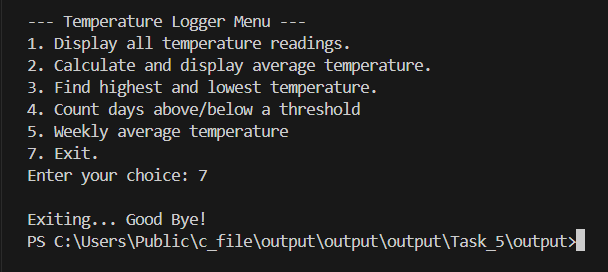 --- Temperature Logger Menu ---
1. Display all temperature readings.
2. Calculate and display average temperature.
3. Find highest and lowest temperature.
4. Count days above/below a threshold
5. Weekly average temperature
7. Exit.
Enter your choice: 7
Exiting... Good Bye!
PS C:\Users\Public\c_file\output\output\output\Task_5\output>